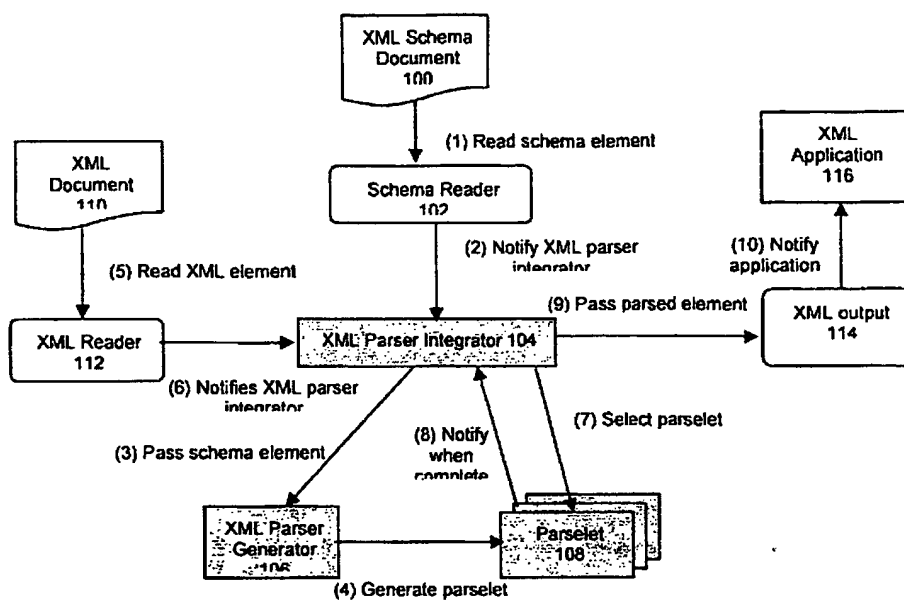 XML Schema
Document
100
(1) Read schema element
XML
Document
110
Schema Reader
102
XML
Application
116
(5) Read XML element
(2) Notify XML parser
integrator
(10) Notify
application
(9) Pass parsed element
XML Reader
112
XML Parser Integrator 104
XML output
114
(6) Notifies XML parser
integrator
(7) Select parselet
(8) Notify
when
complete
(3) Pass schema element
XML Parser
Generator
106
Parselet
108
(4) Generate parselet